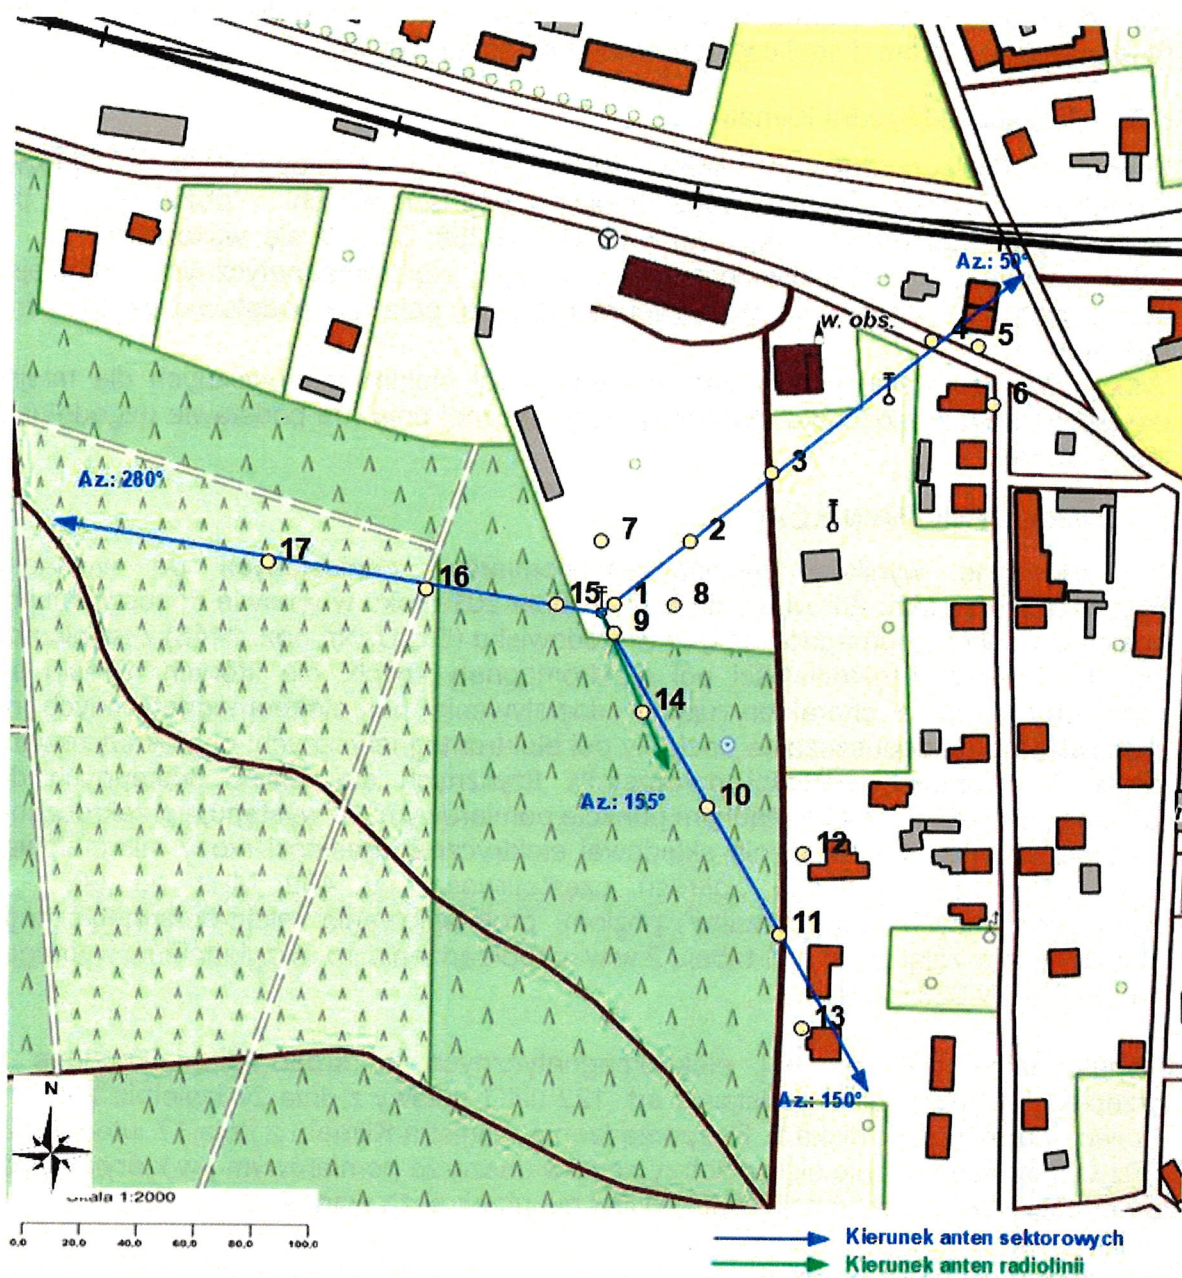 Az.: 50°
w. obs.
4
5
6
3
Az.: 280°
7
2
17
16
15
1
8
9
14
Az.: 155°
10
12
11
13
Az.: 150°
N
Skala 1:2000
0,0 20,0 40,0 60,0 80,0 100,0
Kierunek anten sektorowych
Kierunek anten radiolinii